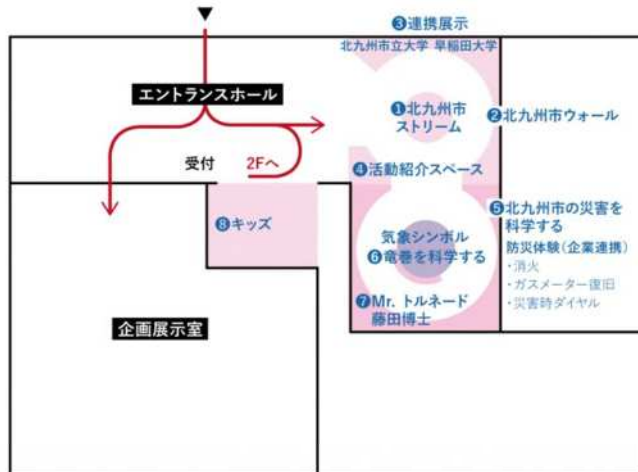 ▼
❸連携展示
北九州市立大学 早稲田大学
エントランスホール
❶北九州市
ストリーム
❷北九州市ウォール
受付
2Fへ
❹活動紹介スペース
❽キッズ
❺北九州市の災害を
科学する
防災体験(企業連携)
・消火
・ガスメーター復旧
・災害時ダイヤル
気象シンボル
❻竜巻を科学する
❼Mr. トルネード
藤田博士
企画展示室